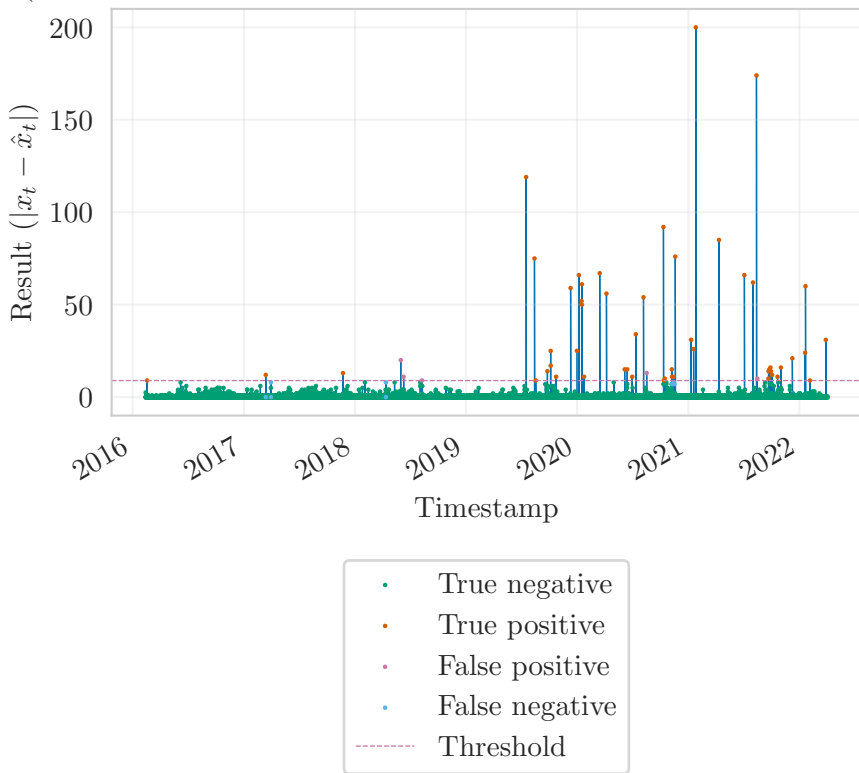 200
150
100
50
0
Result (|x_t − x̂_t|)
2016 2017 2018 2019 2020 2021 2022
Timestamp
True negative
True positive
False positive
False negative
Threshold